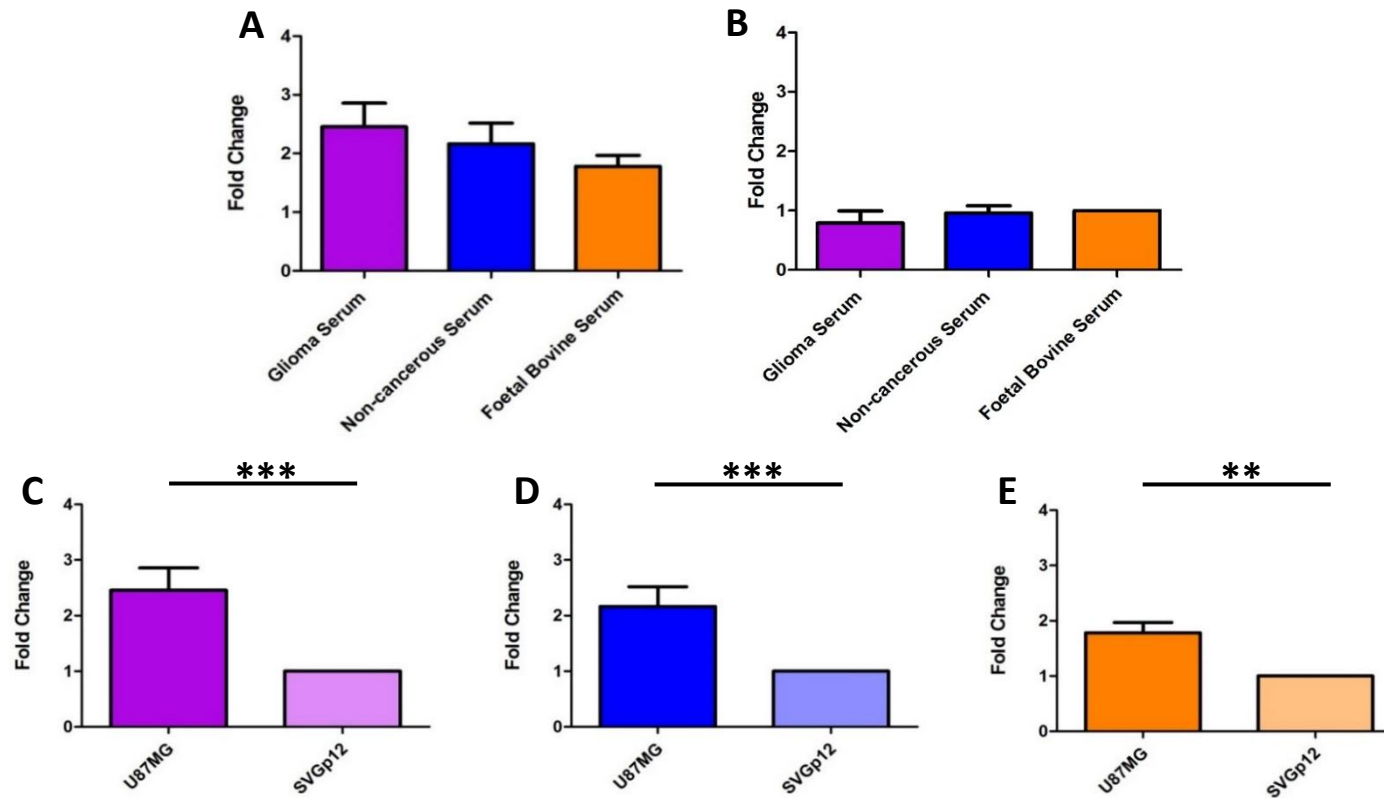 A
B
4
3
2
1
0
Fold Change
Glioma Serum
Non-cancerous Serum
Foetal Bovine Serum
4
3
2
1
0
Fold Change
Glioma Serum
Non-cancerous Serum
Foetal Bovine Serum
C
***
4
3
2
1
0
Fold Change
U87MG
SVGp12
D
***
4
3
2
1
0
Fold Change
U87MG
SVGp12
E
**
4
3
2
1
0
Fold Change
U87MG
SVGp12